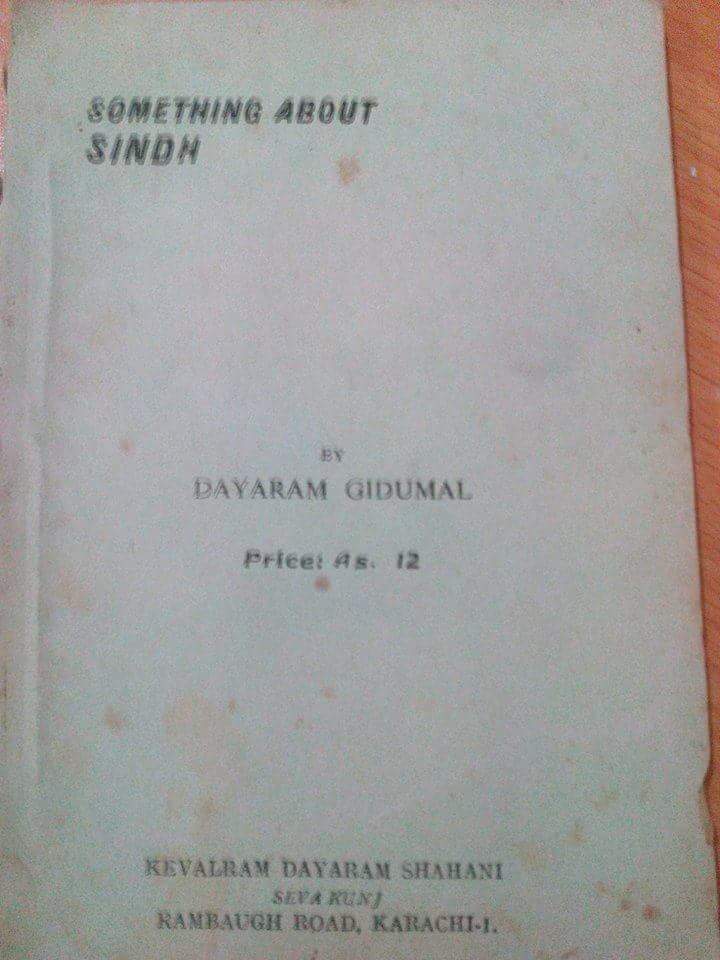 SOMETHING ABOUT
SINDH
BY
DAYARAM GIDUMAL
Price: As. 12
KEVALRAM DAYARAM SHAHANI
SEVA KUNJ
RAMBAUGH ROAD, KARACHI-1.